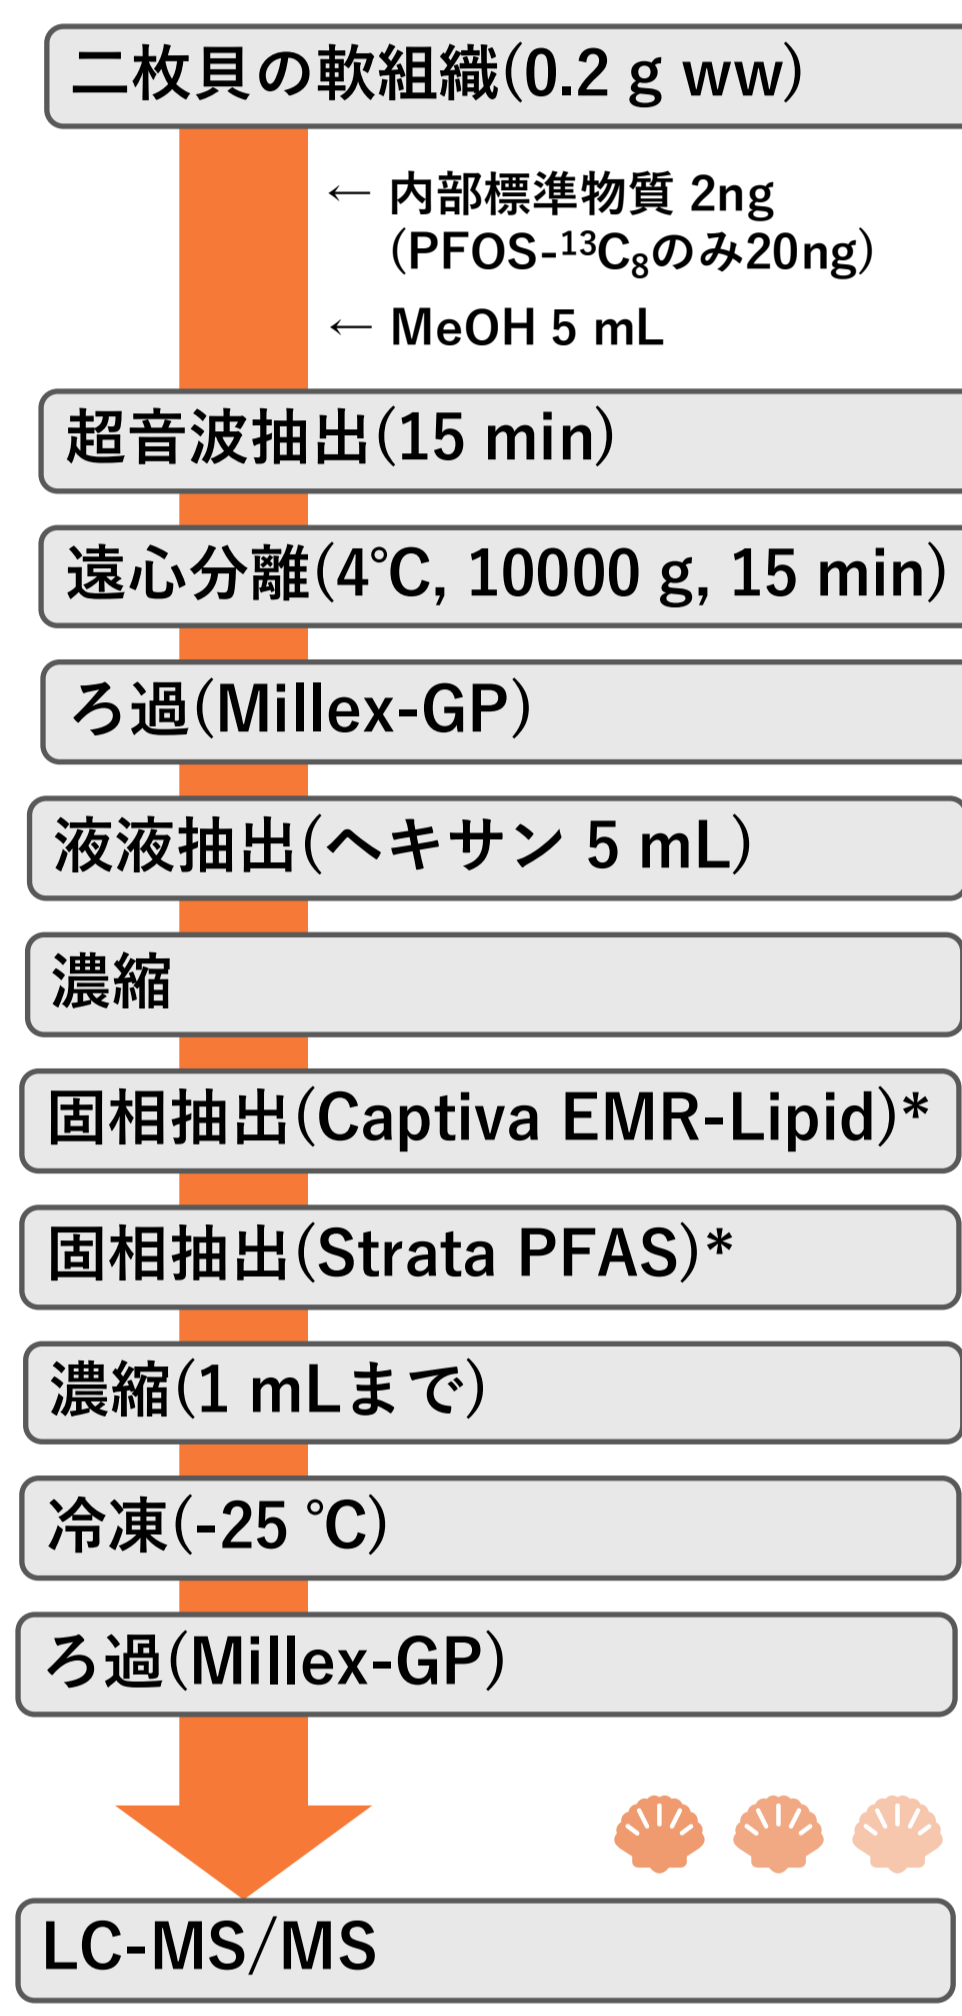 二枚貝の軟組織(0.2 g ww)
← 内部標準物質 2ng
(PFOS-¹³C₈のみ20ng)
← MeOH 5 mL
超音波抽出(15 min)
遠心分離(4℃, 10000 g, 15 min)
ろ過(Millex-GP)
液液抽出(ヘキサン 5 mL)
濃縮
固相抽出(Captiva EMR-Lipid)*
固相抽出(Strata PFAS)*
濃縮(1 mLまで)
冷凍(-25 ℃)
ろ過(Millex-GP)
LC-MS/MS